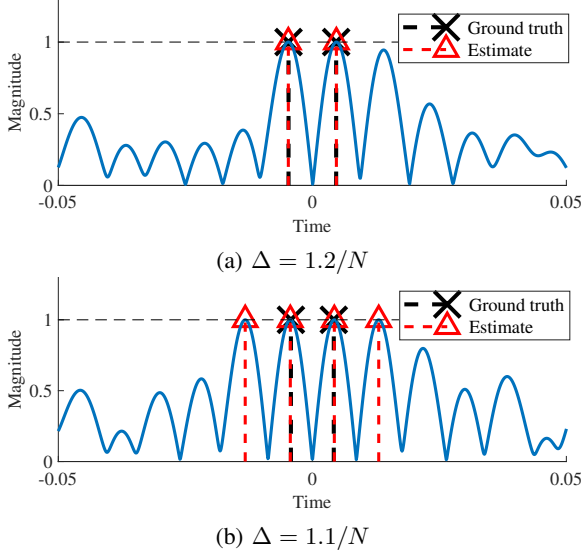 Magnitude
1
0.5
0
-0.05
0
0.05
Time
Ground truth
Estimate
(a) Δ = 1.2/N
Magnitude
1
0.5
0
-0.05
0
0.05
Time
Ground truth
Estimate
(b) Δ = 1.1/N